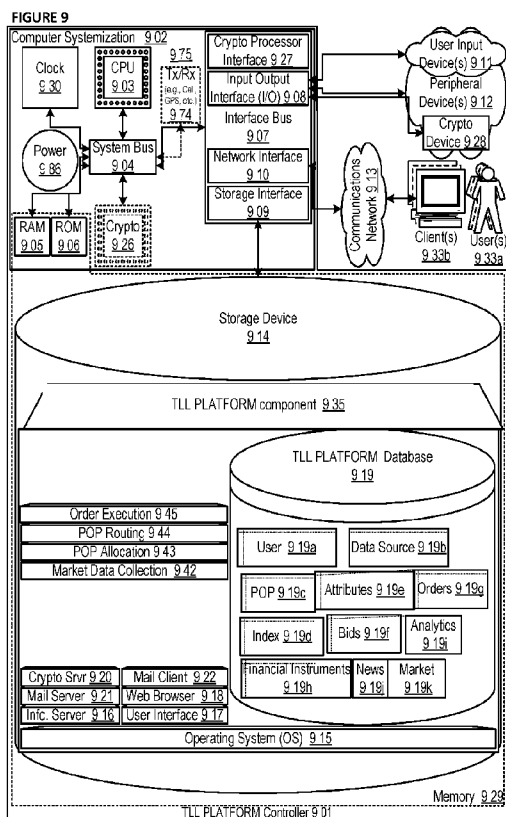 FIGURE 9
Computer Systemization 9.02
Clock
9.30
CPU
9.03
9.75
Tx/Rx
(e.g., Cel,
GPS, etc.)
9.74
Power
9.86
System Bus
9.04
RAM
9.05
ROM
9.06
Crypto
9.26
Crypto Processor
Interface 9.27
Input Output
Interface (I/O) 9.08
Interface Bus
9.07
Network Interface
9.10
Storage Interface
9.09
User Input
Device(s) 9.11
Peripheral
Device(s) 9.12
Crypto
Device 9.28
Communications
Network 9.13
Client(s)
9.33b
User(s)
9.33a
Storage Device
9.14
TLL PLATFORM component 9.35
TLL PLATFORM Database
9.19
Order Execution 9.45
POP Routing 9.44
POP Allocation 9.43
Market Data Collection 9.42
User 9.19a
Data Source 9.19b
POP 9.19c
Attributes 9.19e
Orders 9.19g
Index 9.19d
Bids 9.19f
Analytics
9.19i
Financial Instruments
9.19h
News
9.19j
Market
9.19k
Crypto Srvr 9.20
Mail Client 9.22
Mail Server 9.21
Web Browser 9.18
Info. Server 9.16
User Interface 9.17
Operating System (OS) 9.15
Memory 9.29
TLL PLATFORM Controller 9.01